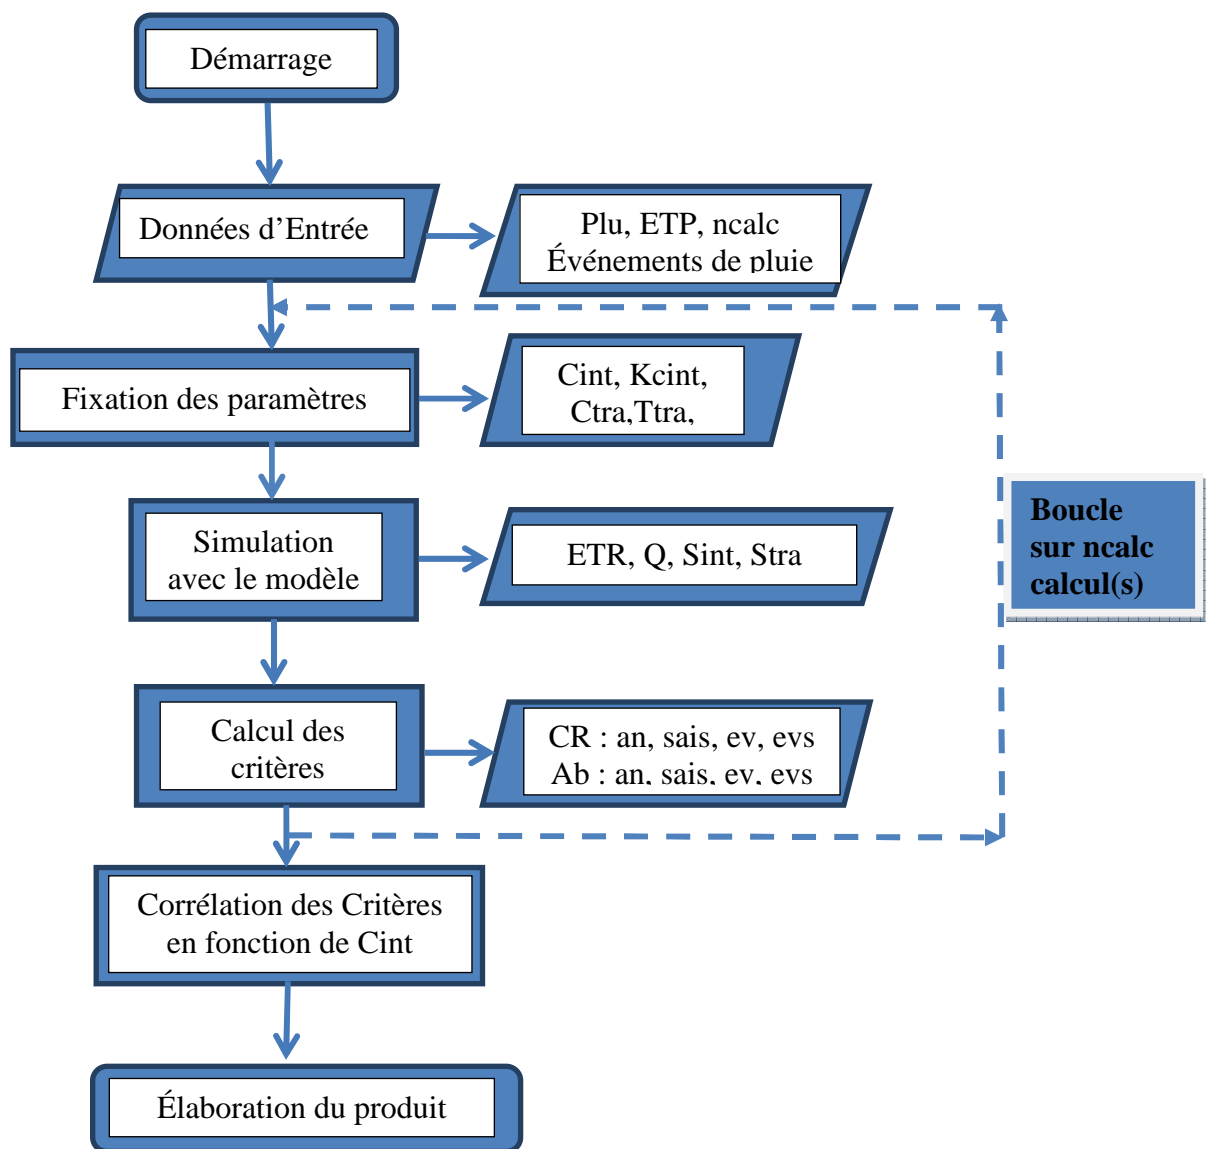 Démarrage
Données d’Entrée
Plu, ETP, ncalc
Événements de pluie
Fixation des paramètres
Cint, Kcint,
Ctra,Ttra,
Simulation
avec le modèle
ETR, Q, Sint, Stra
Boucle
sur ncalc
calcul(s)
Calcul des
critères
CR : an, sais, ev, evs
Ab : an, sais, ev, evs
Corrélation des Critères
en fonction de Cint
Élaboration du produit